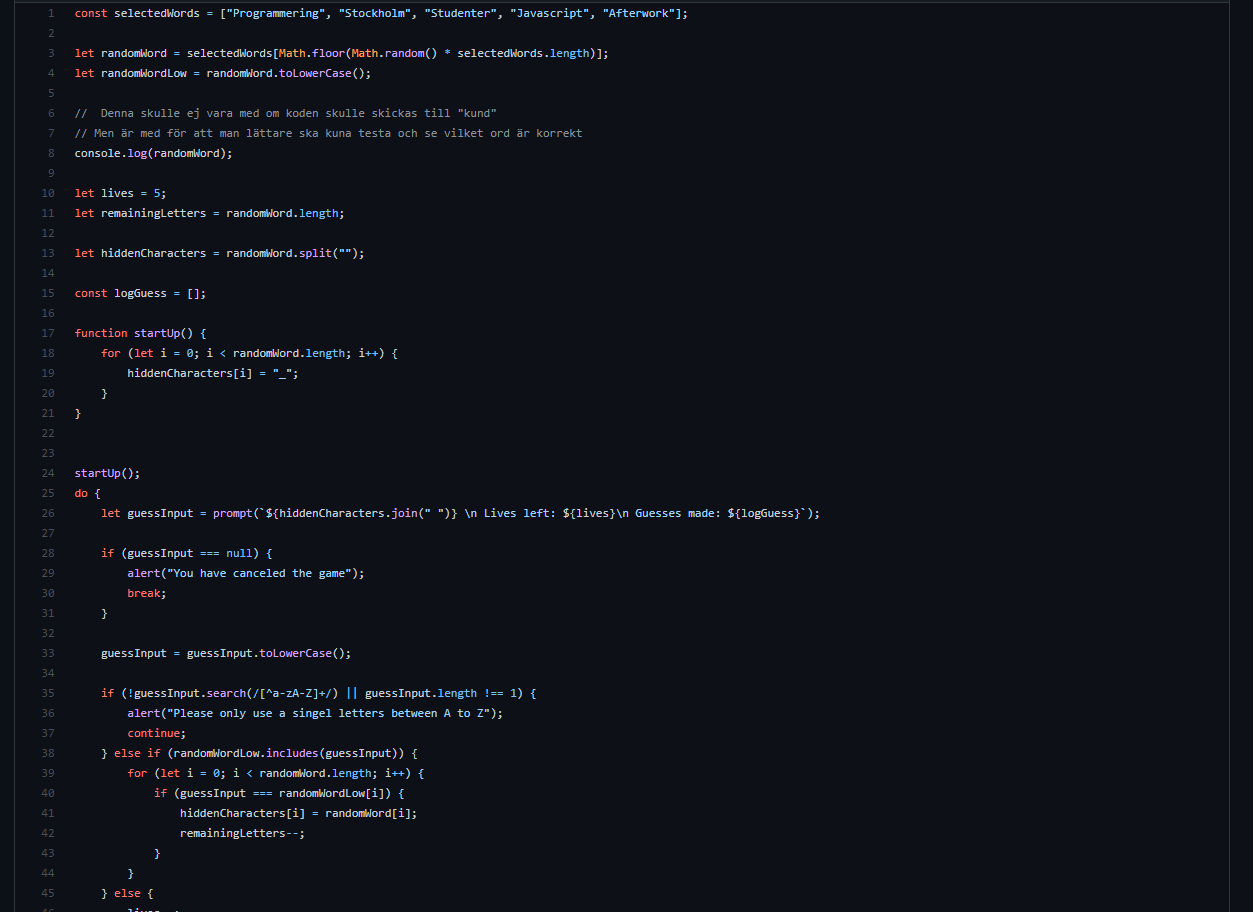 1 const selectedWords = ["Programmering", "Stockholm", "Studenter", "Javascript", "Afterwork"];
2
3 let randomWord = selectedWords[Math.floor(Math.random() * selectedWords.length)];
4 let randomWordLow = randomWord.toLowerCase();
5
6 //  Denna skulle ej vara med om koden skulle skickas till "kund"
7 // Men är med för att man lättare ska kuna testa och se vilket ord är korrekt
8 console.log(randomWord);
9
10 let lives = 5;
11 let remainingLetters = randomWord.length;
12
13 let hiddenCharacters = randomWord.split("");
14
15 const logGuess = [];
16
17 function startUp() {
18     for (let i = 0; i < randomWord.length; i++) {
19         hiddenCharacters[i] = "_";
20     }
21 }
22
23
24 startUp();
25 do {
26     let guessInput = prompt(`${hiddenCharacters.join(" ")} \n Lives left: ${lives}\n Guesses made: ${logGuess}`);
27
28     if (guessInput === null) {
29         alert("You have canceled the game");
30         break;
31     }
32
33     guessInput = guessInput.toLowerCase();
34
35     if (!guessInput.search(/[^a-zA-Z]+/) || guessInput.length !== 1) {
36         alert("Please only use a singel letters between A to Z");
37         continue;
38     } else if (randomWordLow.includes(guessInput)) {
39         for (let i = 0; i < randomWord.length; i++) {
40             if (guessInput === randomWordLow[i]) {
41                 hiddenCharacters[i] = randomWord[i];
42                 remainingLetters--;
43             }
44         }
45     } else {